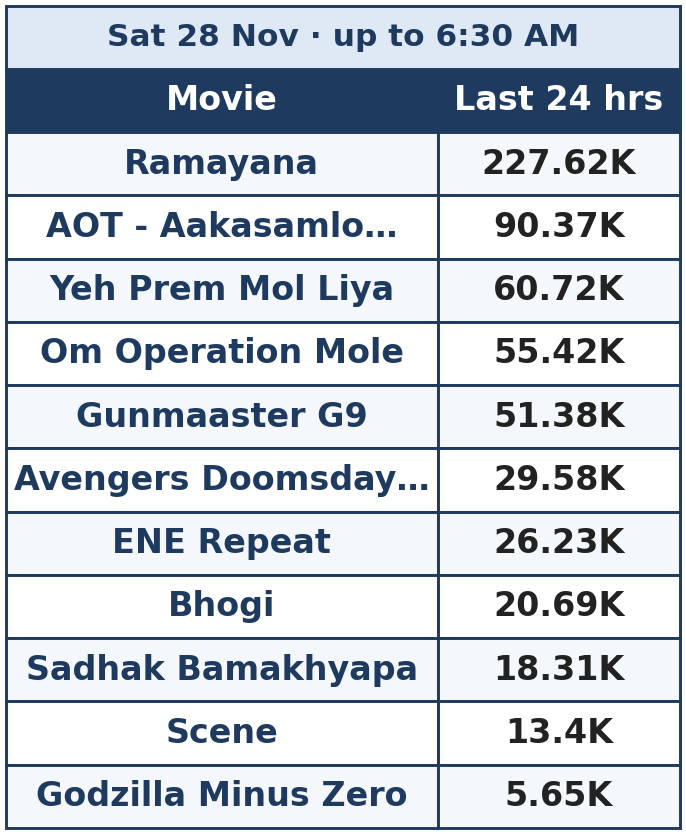 Sat 28 Nov · up to 6:30 AM
Movie Last 24 hrs
Ramayana 227.62K
AOT - Aakasamlo... 90.37K
Yeh Prem Mol Liya 60.72K
Om Operation Mole 55.42K
Gunmaaster G9 51.38K
Avengers Doomsday... 29.58K
ENE Repeat 26.23K
Bhogi 20.69K
Sadhak Bamakhyapa 18.31K
Scene 13.4K
Godzilla Minus Zero 5.65K